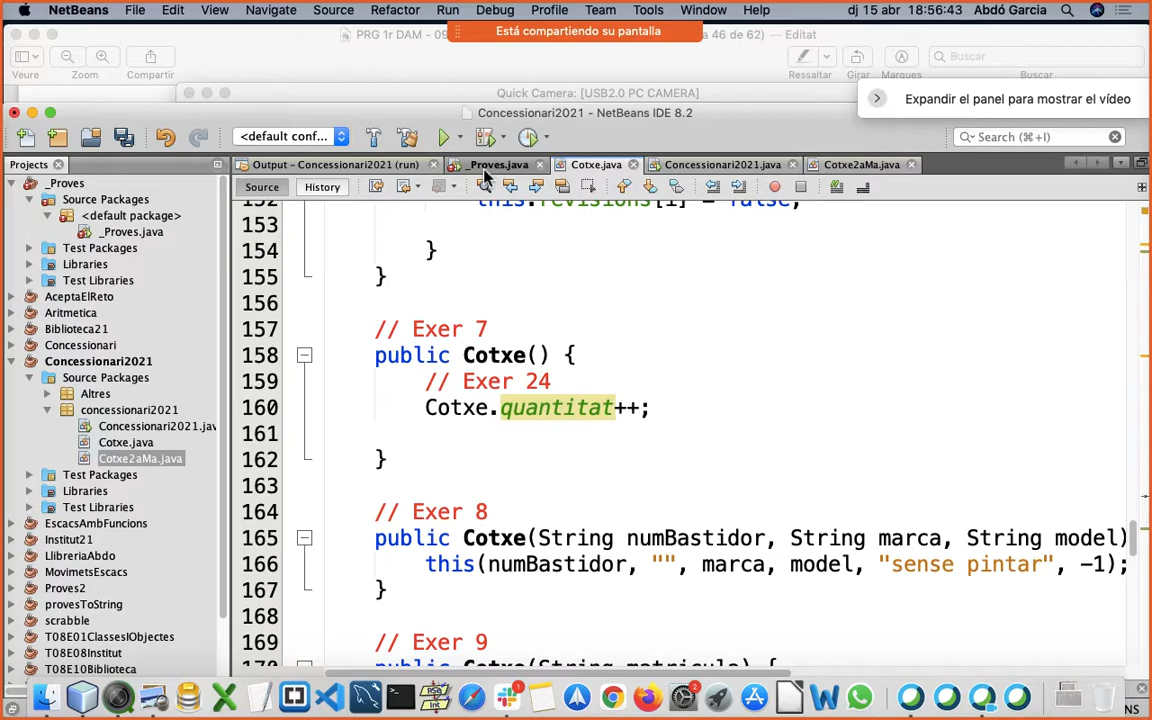 NetBeans File Edit View Navigate Source Refactor Run Debug Profile Team Tools Window Help dj 15 abr 18:56:43 Abdó Garcia
PRG 1r DAM - 09
Está compartiendo su pantalla
a 46 de 62) — Editat
Veure Zoom Compartir Ressaltar Girar Marques Buscar
Buscar
Quick Camera: [USB2.0 PC CAMERA]
Expandir el panel para mostrar el vídeo
Concessionari2021 - NetBeans IDE 8.2
<default conf...
Search (⌘+I)
Projects
Output - Concessionari2021 (run) _Proves.java Cotxe.java Concessionari2021.java Cotxe2aMa.java
Source History
_Proves
Source Packages
<default package>
_Proves.java
Test Packages
Libraries
Test Libraries
AceptaElReto
Aritmetica
Biblioteca21
Concessionari
Concessionari2021
Source Packages
Altres
concessionari2021
Concessionari2021.jav
Cotxe.java
Cotxe2aMa.java
Test Packages
Libraries
Test Libraries
EscacsAmbFuncions
Institut21
LlibreriaAbdo
MovimetsEscacs
Proves2
provesToString
scrabble
T08E01ClassesIObjectes
T08E08Institut
T08E10Biblioteca
152 this.revisions[i] = false;
153
154 }
155 }
156
157 // Exer 7
158 public Cotxe() {
159 // Exer 24
160 Cotxe.quantitat++;
161
162 }
163
164 // Exer 8
165 public Cotxe(String numBastidor, String marca, String model)
166 this(numBastidor, "", marca, model, "sense pintar", -1);
167 }
168
169 // Exer 9
170 public Cotxe(String matricula) {
INS